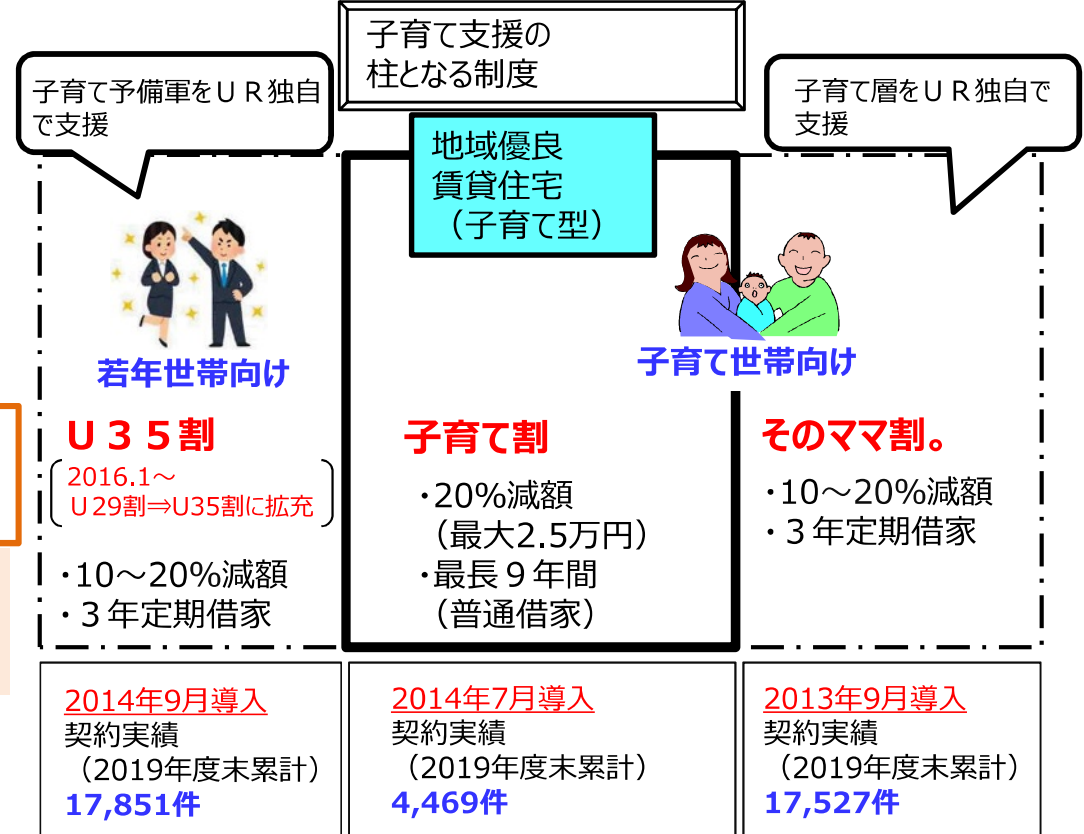 子育て支援の
柱となる制度
子育て予備軍をＵＲ独自
で支援
子育て層をＵＲ独自で
支援
地域優良
賃貸住宅
（子育て型）
若年世帯向け
子育て世帯向け
Ｕ３５割
2016.1～
Ｕ29割⇒U35割に拡充
・10～20%減額
・３年定期借家
子育て割
・20%減額
（最大2.5万円）
・最長９年間
（普通借家）
そのママ割。
・10～20%減額
・３年定期借家
2014年9月導入
契約実績
（2019年度末累計）
17,851件
2014年7月導入
契約実績
（2019年度末累計）
4,469件
2013年9月導入
契約実績
（2019年度末累計）
17,527件